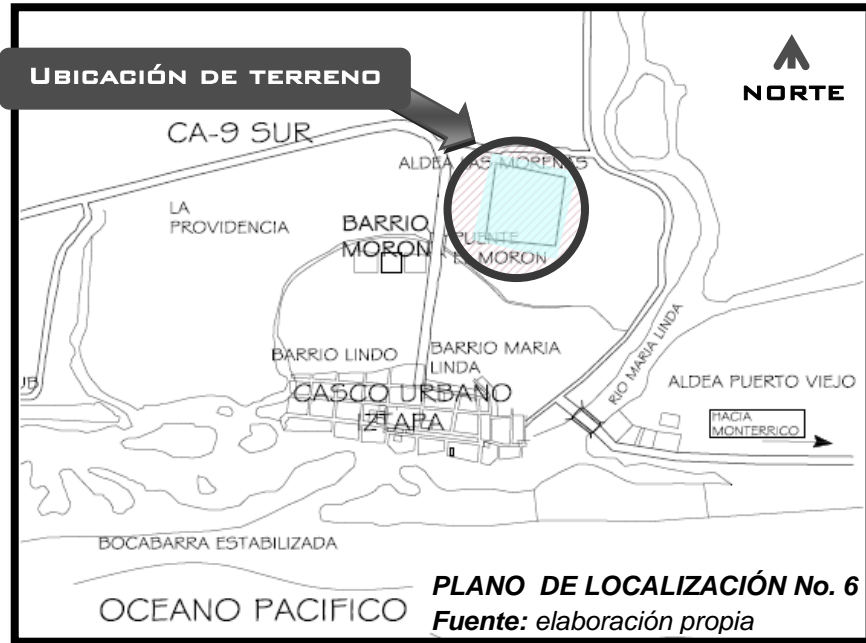 NORTE
UBICACIÓN DE TERRENO
CA-9 SUR
ALDEA LAS MORENAS
LA
PROVIDENCIA
BARRIO
MORON
PUENTE
EL MORON
BARRIO LINDO
BARRIO MARIA
LINDA
RIO MARIA LINDA
CASCO URBANO
ZTAPA
ALDEA PUERTO VIEJO
HACIA
MONTERRICO
BOCABARRA ESTABILIZADA
OCEANO PACIFICO
PLANO DE LOCALIZACIÓN No. 6
Fuente: elaboración propia